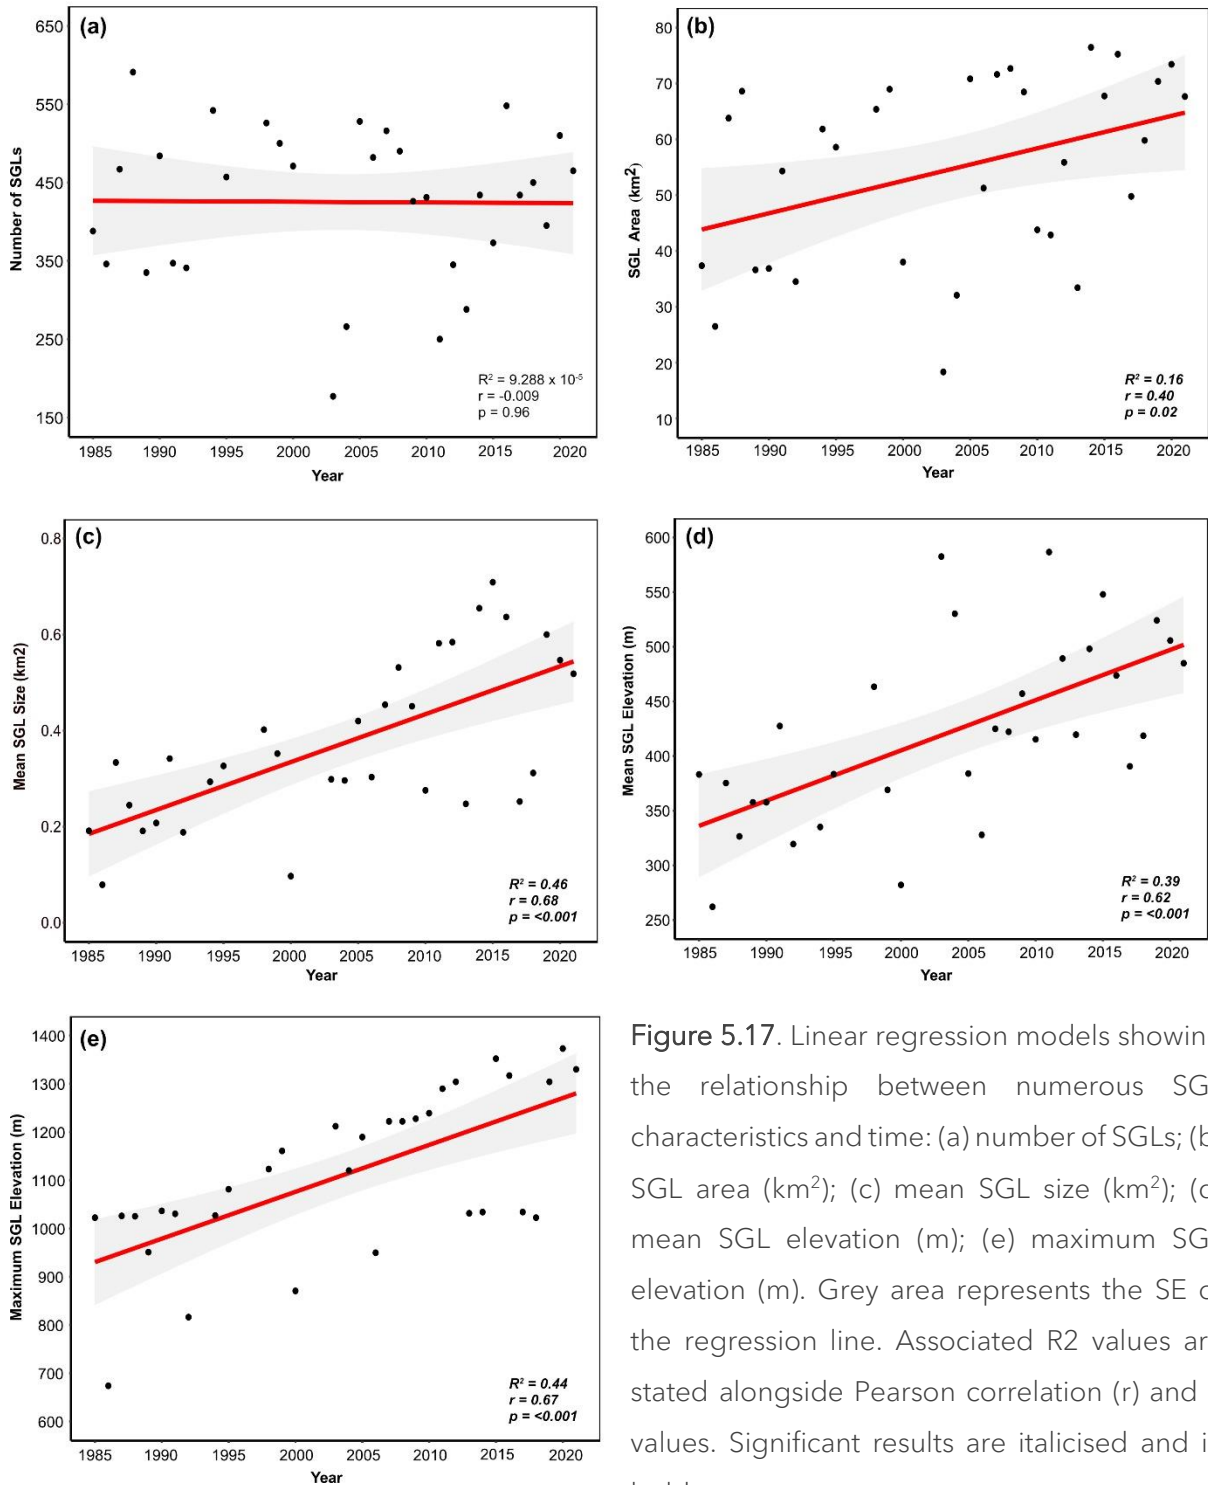 (a)
650
550
450
350
250
150
Number of SGLs
R² = 9.288 x 10⁻⁵
r = -0.009
p = 0.96
1985 1990 1995 2000 2005 2010 2015 2020
Year
(b)
80
70
60
50
40
30
20
10
SGL Area (km²)
R² = 0.16
r = 0.40
p = 0.02
1985 1990 1995 2000 2005 2010 2015 2020
Year
(c)
0.8
0.6
0.4
0.2
0.0
Mean SGL Size (km2)
R² = 0.46
r = 0.68
p = <0.001
1985 1990 1995 2000 2005 2010 2015 2020
Year
(d)
600
550
500
450
400
350
300
250
Mean SGL Elevation (m)
R² = 0.39
r = 0.62
p = <0.001
1985 1990 1995 2000 2005 2010 2015 2020
Year
(e)
1400
1300
1200
1100
1000
900
800
700
600
Maximum SGL Elevation (m)
R² = 0.44
r = 0.67
p = <0.001
1985 1990 1995 2000 2005 2010 2015 2020
Year
Figure 5.17. Linear regression models showin
the relationship between numerous SG
characteristics and time: (a) number of SGLs; (b
SGL area (km²); (c) mean SGL size (km²); (d
mean SGL elevation (m); (e) maximum SG
elevation (m). Grey area represents the SE o
the regression line. Associated R2 values ar
stated alongside Pearson correlation (r) and
values. Significant results are italicised and i